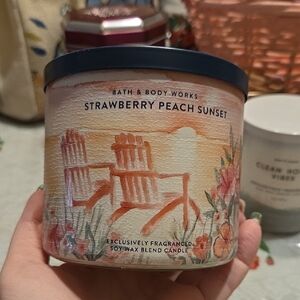 BATH & BODY WORKS
STRAWBERRY PEACH SUNSET
EXCLUSIVELY FRAGRANCED
SOY WAX BLEND CANDLE
CLEAN
VIBES